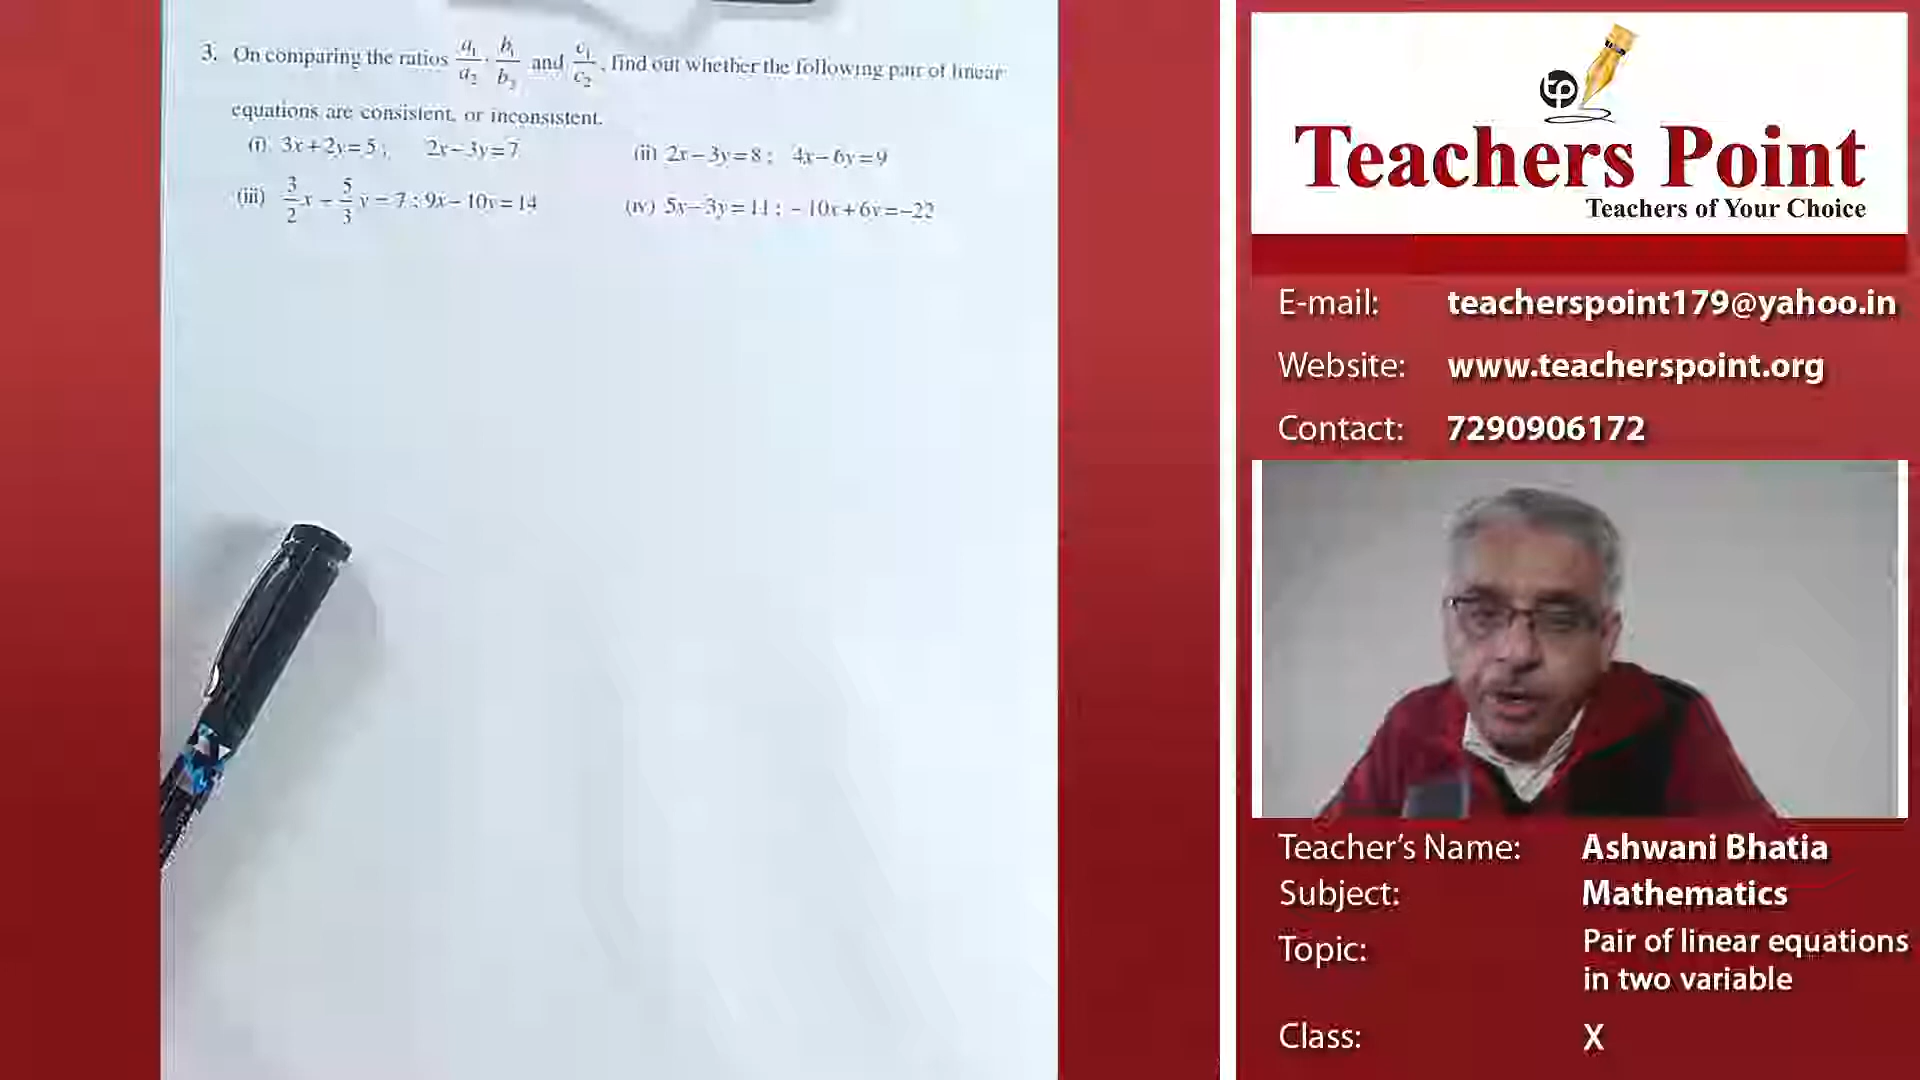 3. On comparing the ratios a₁/a₂, b₁/b₂ and c₁/c₂, find out whether the following pair of linear
equations are consistent, or inconsistent.
(i) 3x + 2y = 5 ; 2x – 3y = 7
(ii) 2x – 3y = 8 ; 4x – 6y = 9
(iii) 3/2 x – 5/3 y = 7 ; 9x – 10y = 14
(iv) 5x – 3y = 11 ; – 10x + 6y = –22
tp
Teachers Point
Teachers of Your Choice
E-mail: teacherspoint179@yahoo.in
Website: www.teacherspoint.org
Contact: 7290906172
Teacher’s Name: Ashwani Bhatia
Subject: Mathematics
Topic: Pair of linear equations
in two variable
Class: X